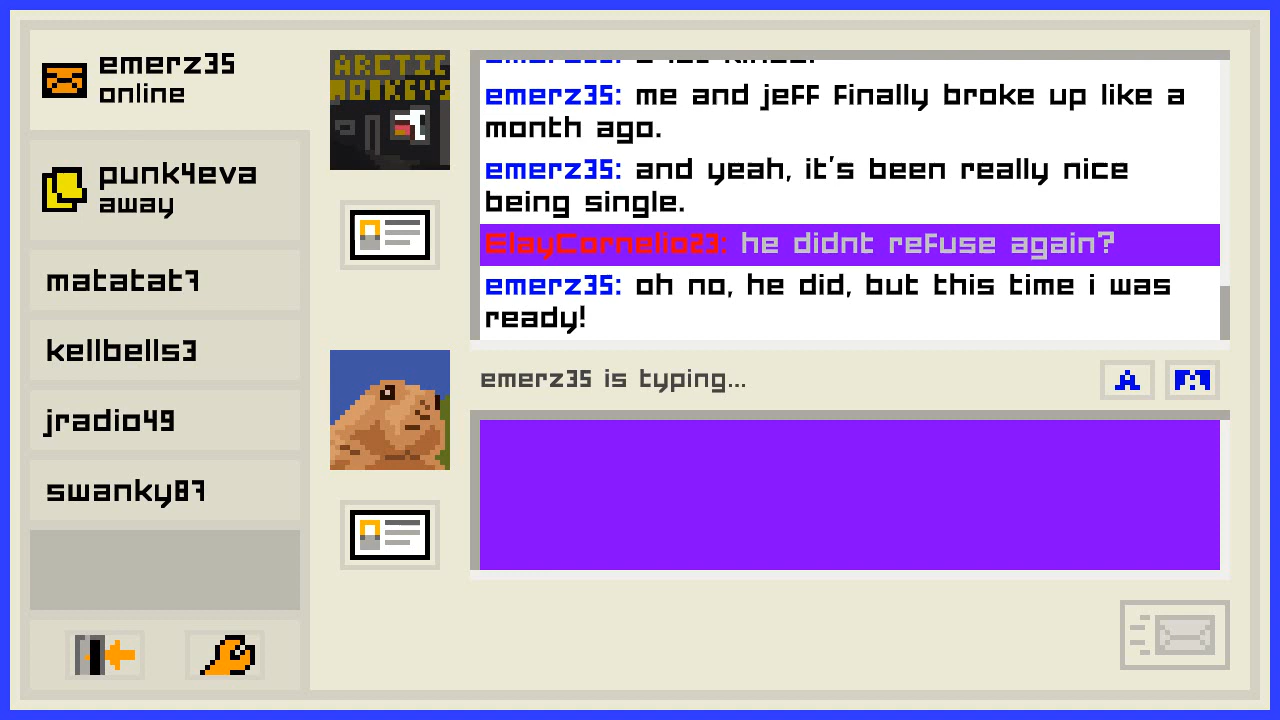 emerz35
online
punk4eva
away
matatat7
kellbells3
jradio49
swanky87
ARCTIC
MONKEYS
emerz35: me and jeff finally broke up like a
month ago.
emerz35: and yeah, it's been really nice
being single.
ElayCornelio23: he didnt refuse again?
emerz35: oh no, he did, but this time i was
ready!
emerz35 is typing...
A